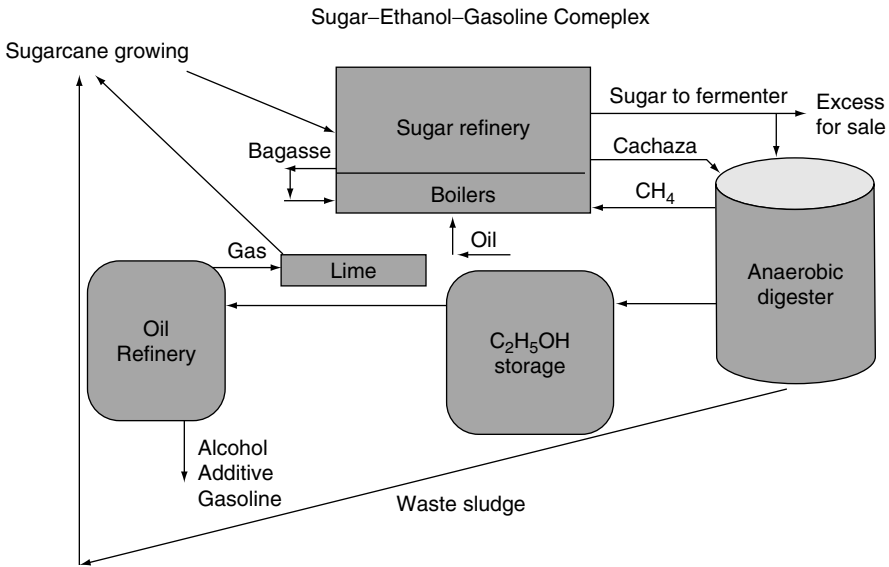 Sugar–Ethanol–Gasoline Comeplex
Sugarcane growing
Sugar refinery
Sugar to fermenter
Excess
for sale
Bagasse
Cachaza
Boilers
CH₄
Gas
Oil
Lime
Anaerobic
digester
Oil
Refinery
C₂H₅OH
storage
Alcohol
Additive
Gasoline
Waste sludge